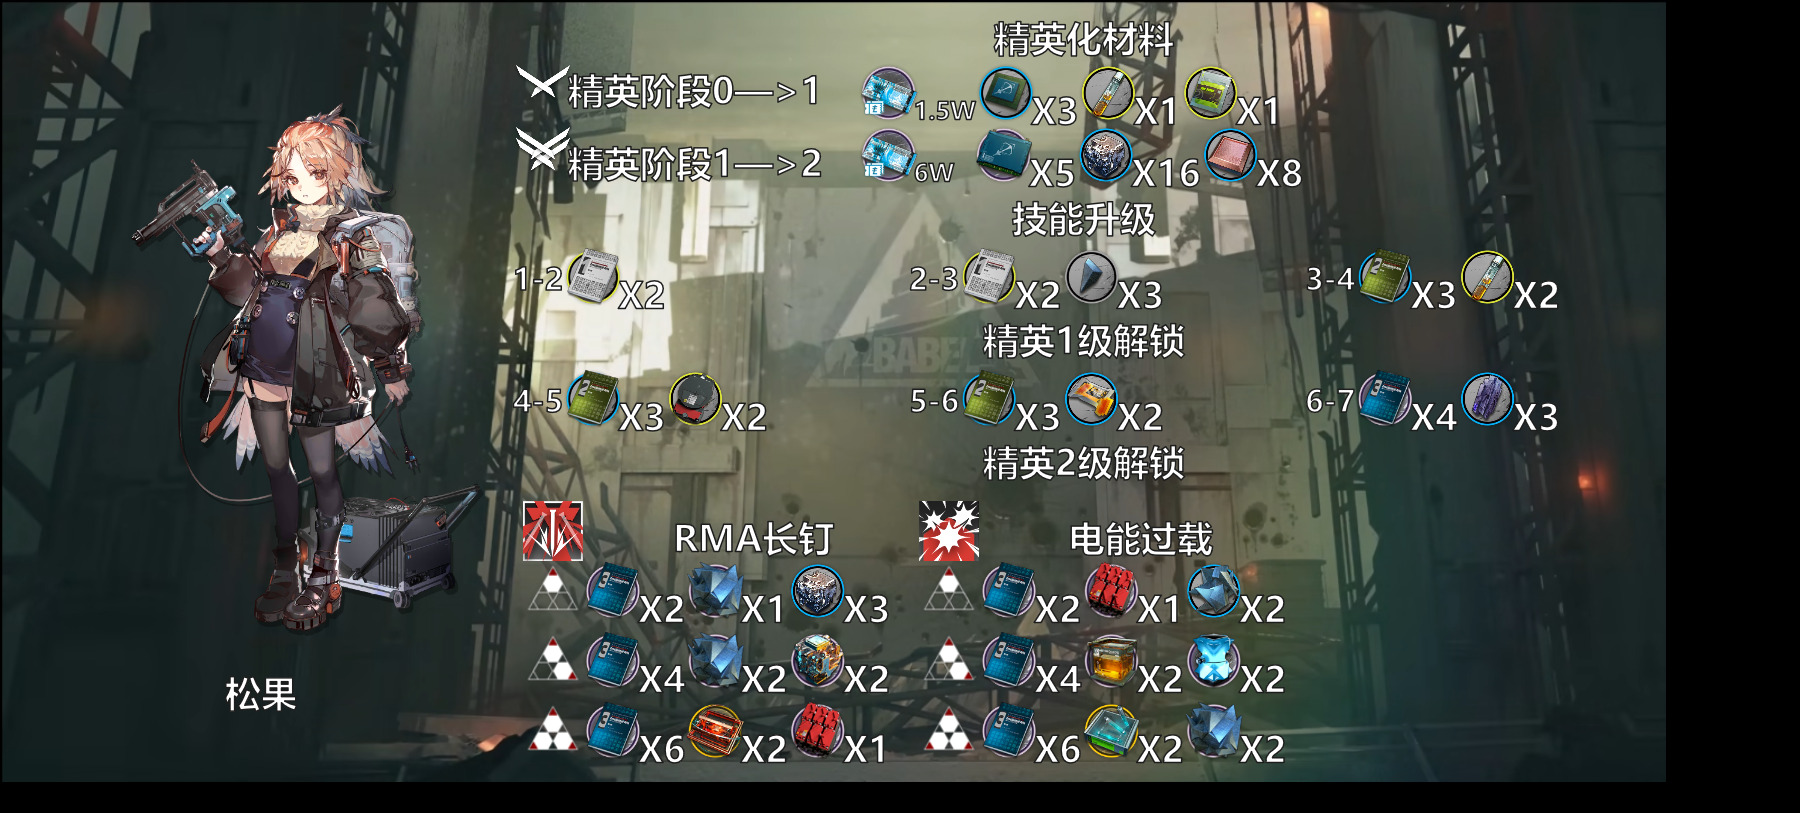 精英化材料
精英阶段0—>1 1.5W X3 X1 X1
精英阶段1—>2 6W X5 X16 X8
技能升级
1-2 X2 2-3 X2 X3 3-4 X3 X2
精英1级解锁
4-5 X3 X2 5-6 X3 X2 6-7 X4 X3
精英2级解锁
RMA长钉 电能过载
X2 X1 X3 X2 X1 X2
X4 X2 X2 X4 X2 X2
X6 X2 X1 X6 X2 X2
松果